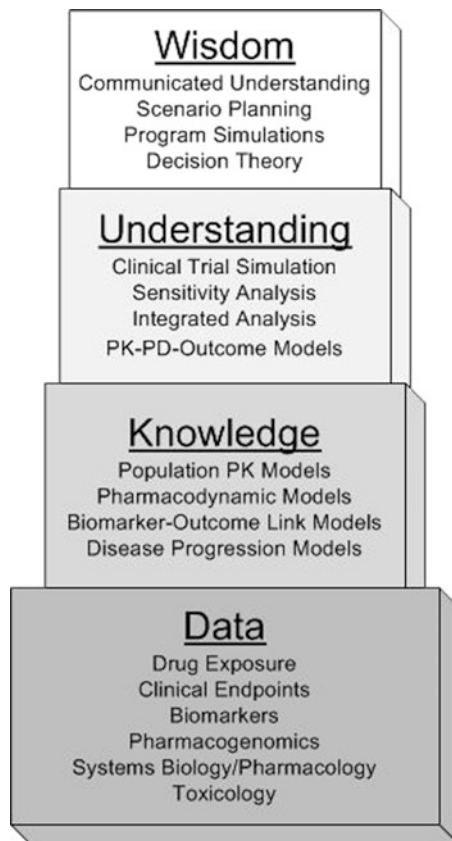 Wisdom
Communicated Understanding
Scenario Planning
Program Simulations
Decision Theory
Understanding
Clinical Trial Simulation
Sensitivity Analysis
Integrated Analysis
PK-PD-Outcome Models
Knowledge
Population PK Models
Pharmacodynamic Models
Biomarker-Outcome Link Models
Disease Progression Models
Data
Drug Exposure
Clinical Endpoints
Biomarkers
Pharmacogenomics
Systems Biology/Pharmacology
Toxicology